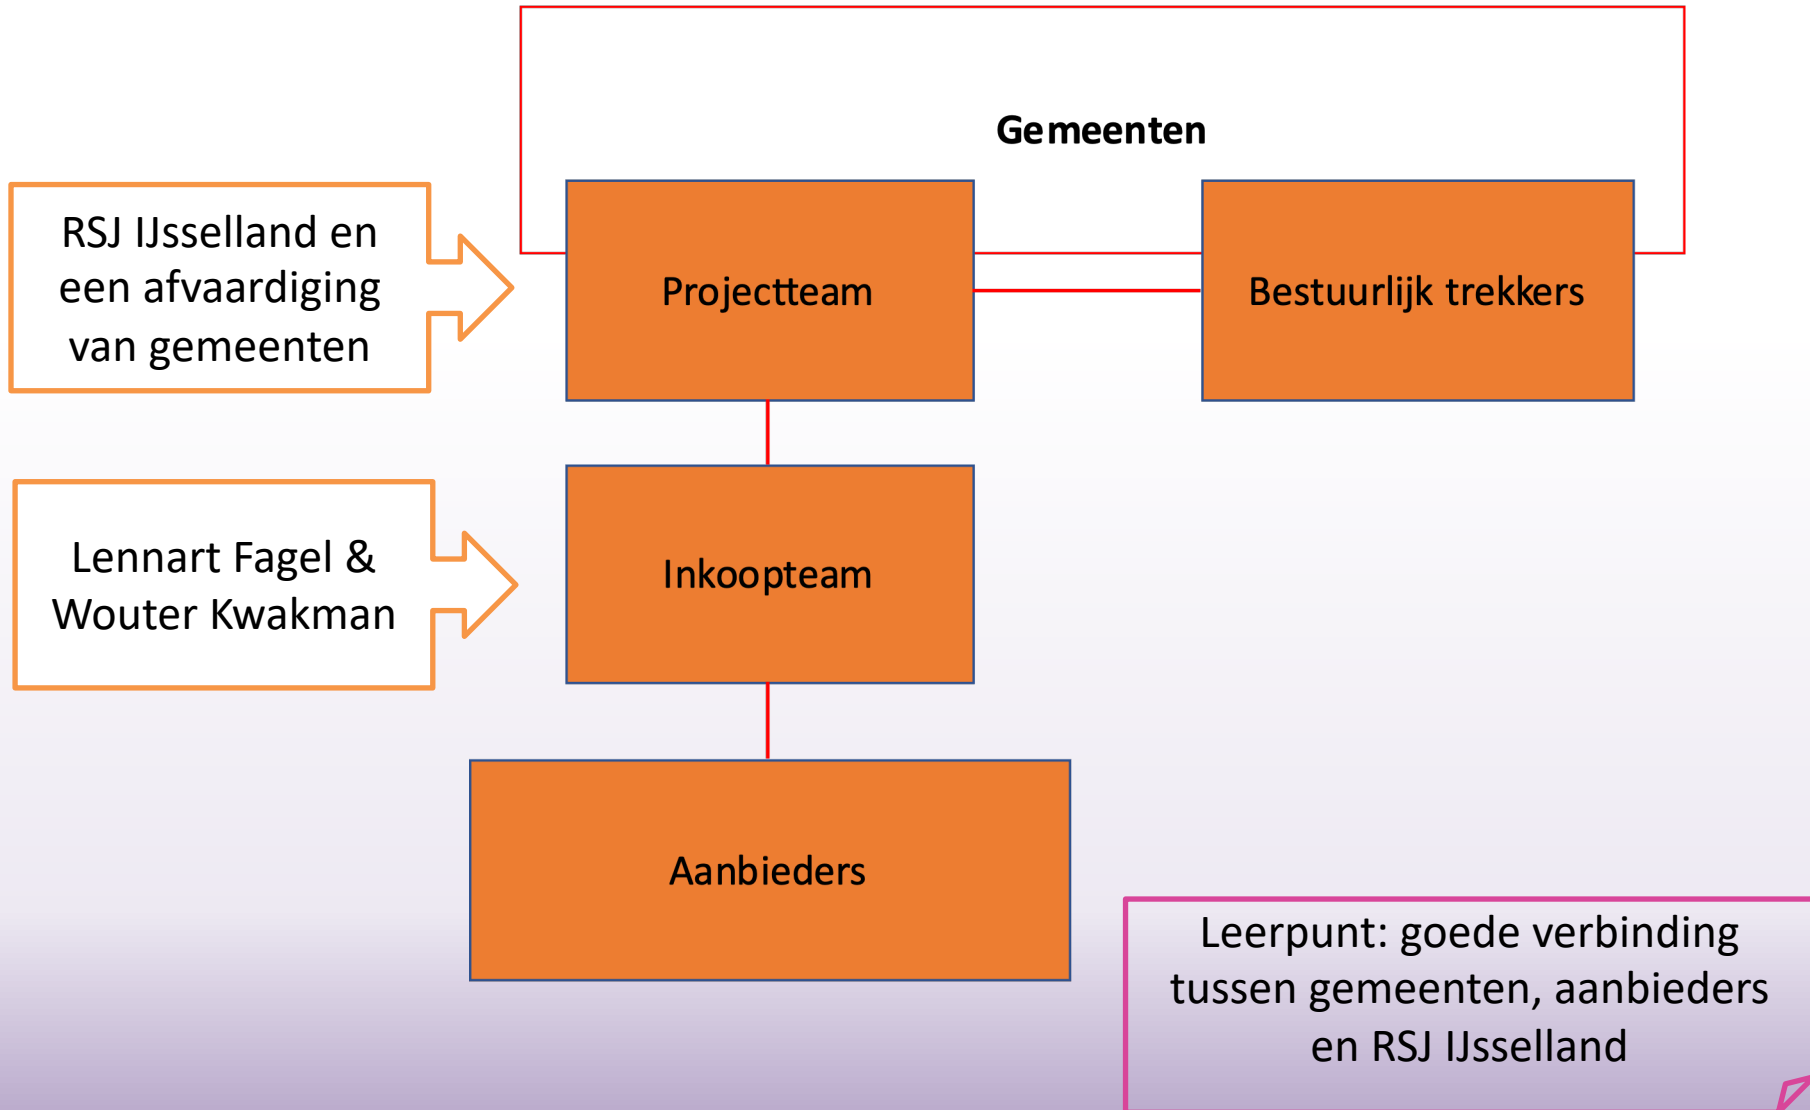 Gemeenten
RSJ IJsselland en
een afvaardiging
van gemeenten
Projectteam
Bestuurlijk trekkers
Lennart Fagel &
Wouter Kwakman
Inkoopteam
Aanbieders
Leerpunt: goede verbinding
tussen gemeenten, aanbieders
en RSJ IJsselland